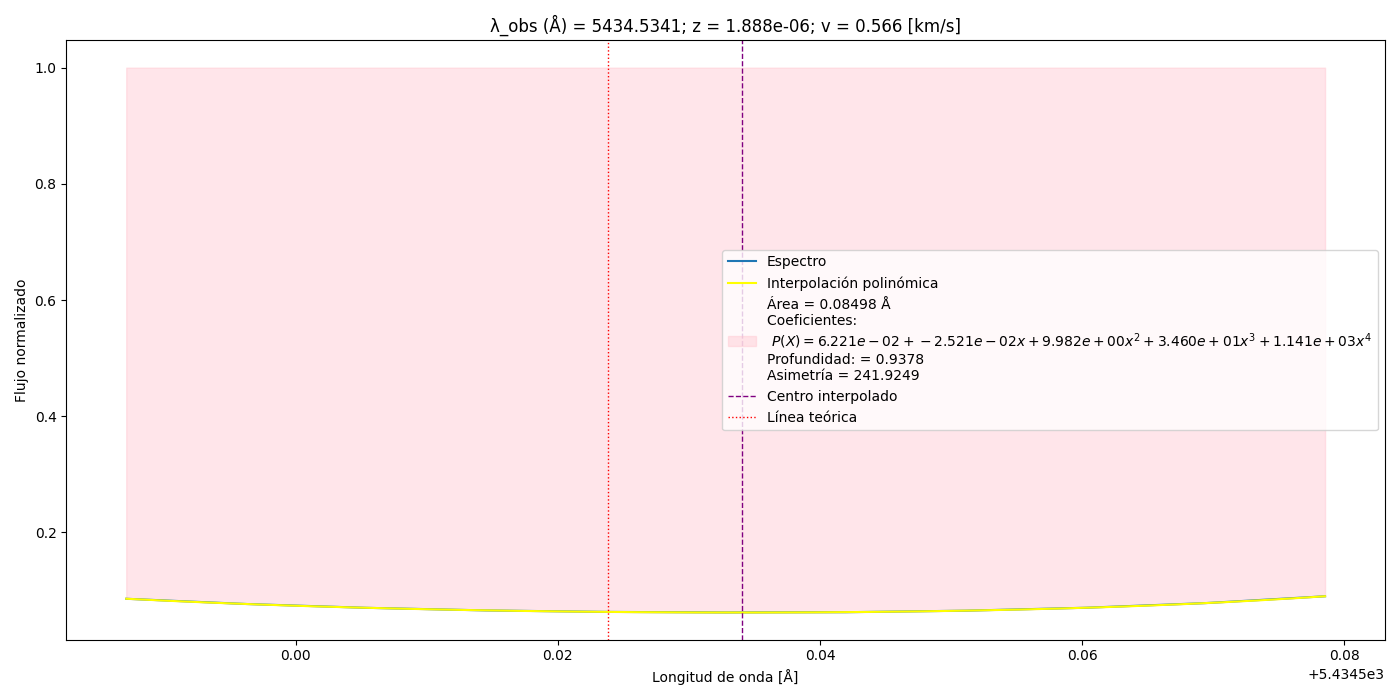 λ_obs (Å) = 5434.5341; z = 1.888e-06; v = 0.566 [km/s]
1.0
0.8
0.6
0.4
0.2
Flujo normalizado
Espectro
Interpolación polinómica
Área = 0.08498 Å
Coeficientes:
P(X) = 6.221e − 02 + −2.521e − 02x + 9.982e + 00x² + 3.460e + 01x³ + 1.141e + 03x⁴
Profundidad: = 0.9378
Asimetría = 241.9249
Centro interpolado
Línea teórica
0.00 0.02 0.04 0.06 0.08
+5.4345e3
Longitud de onda [Å]